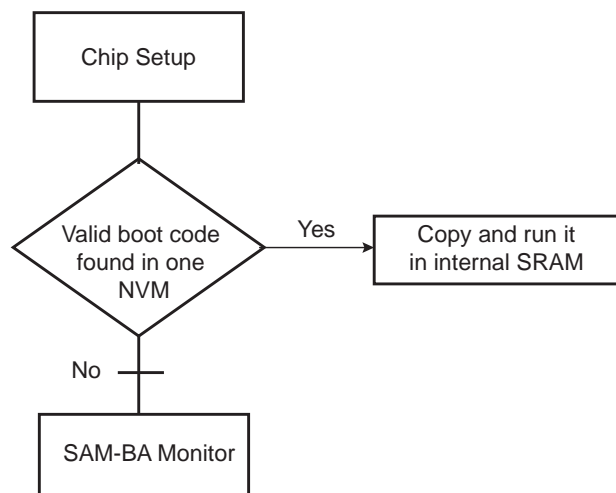 Chip Setup
Valid boot code
found in one
NVM
Yes
Copy and run it
in internal SRAM
No
SAM-BA Monitor